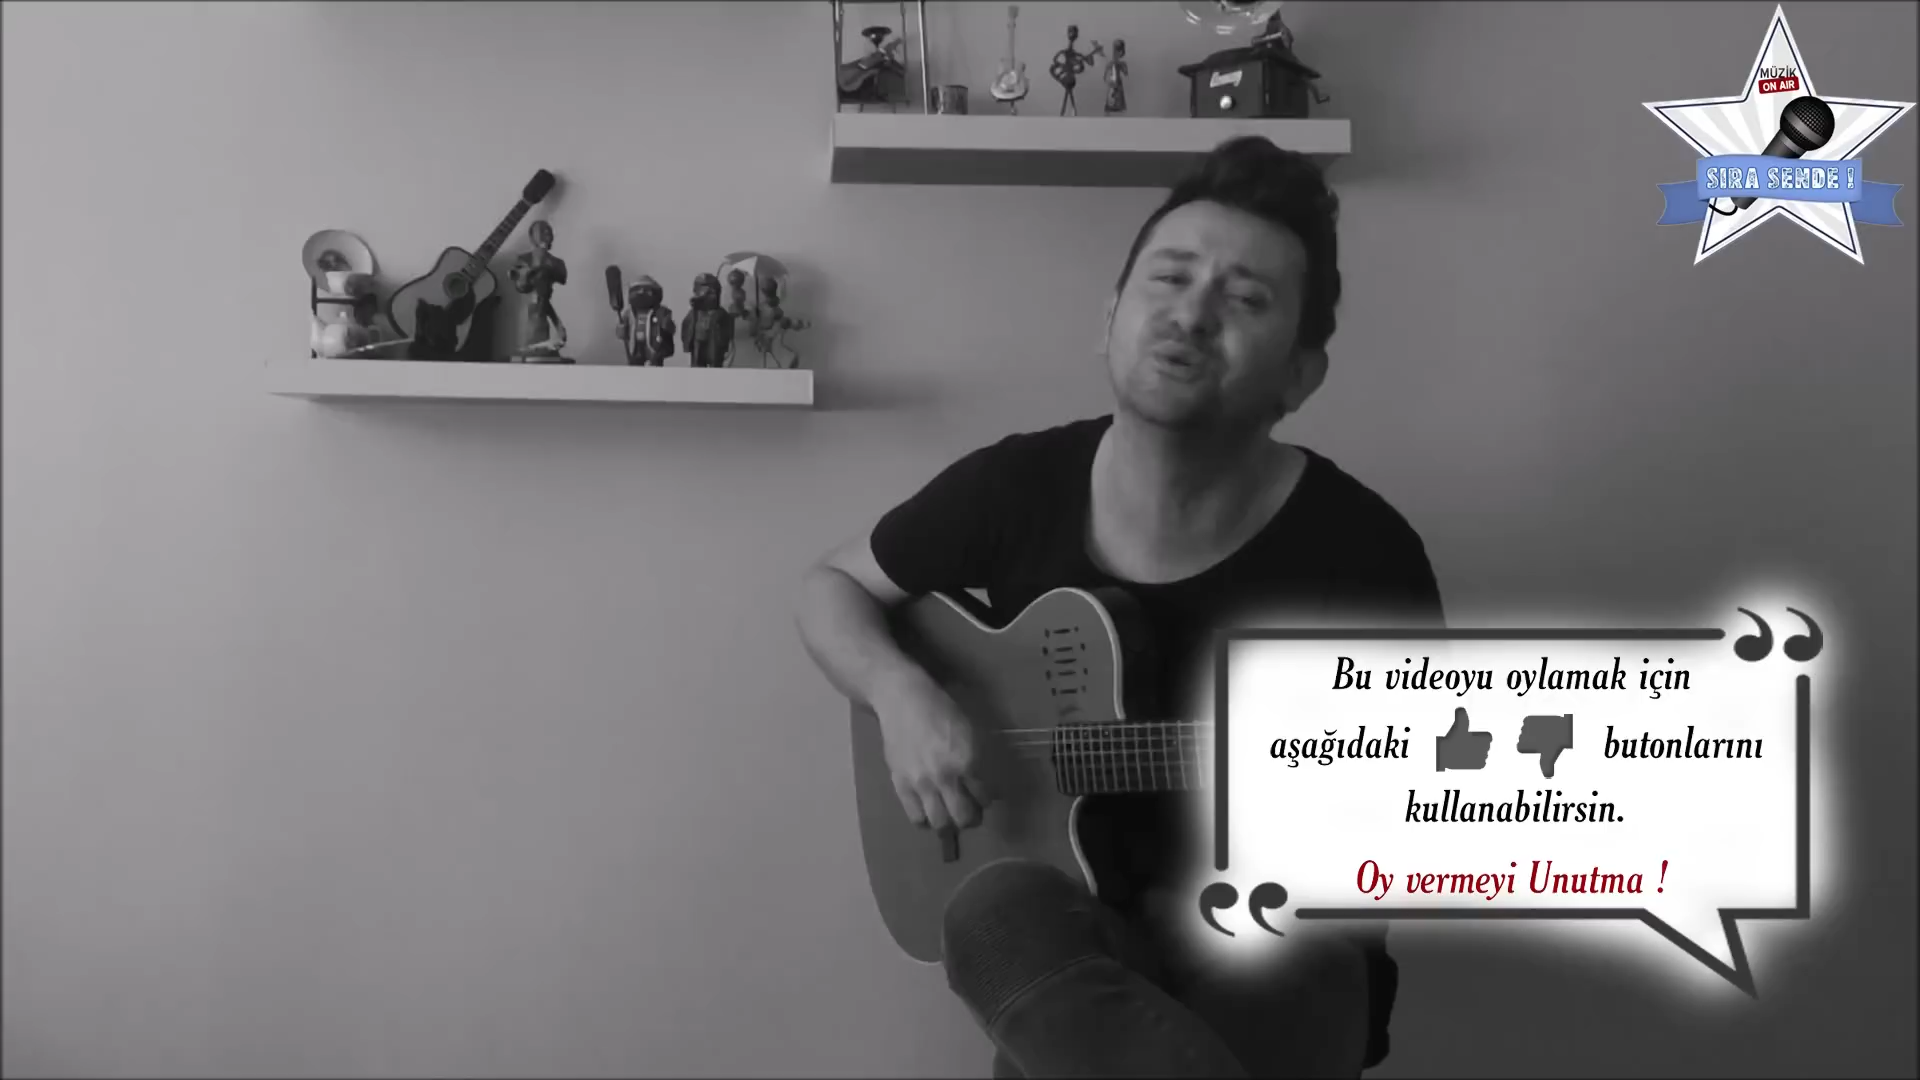 MÜZİK
ON AIR
SIRA SENDE !
Bu videoyu oylamak için
aşağıdaki butonlarını
kullanabilirsin.
Oy vermeyi Unutma !